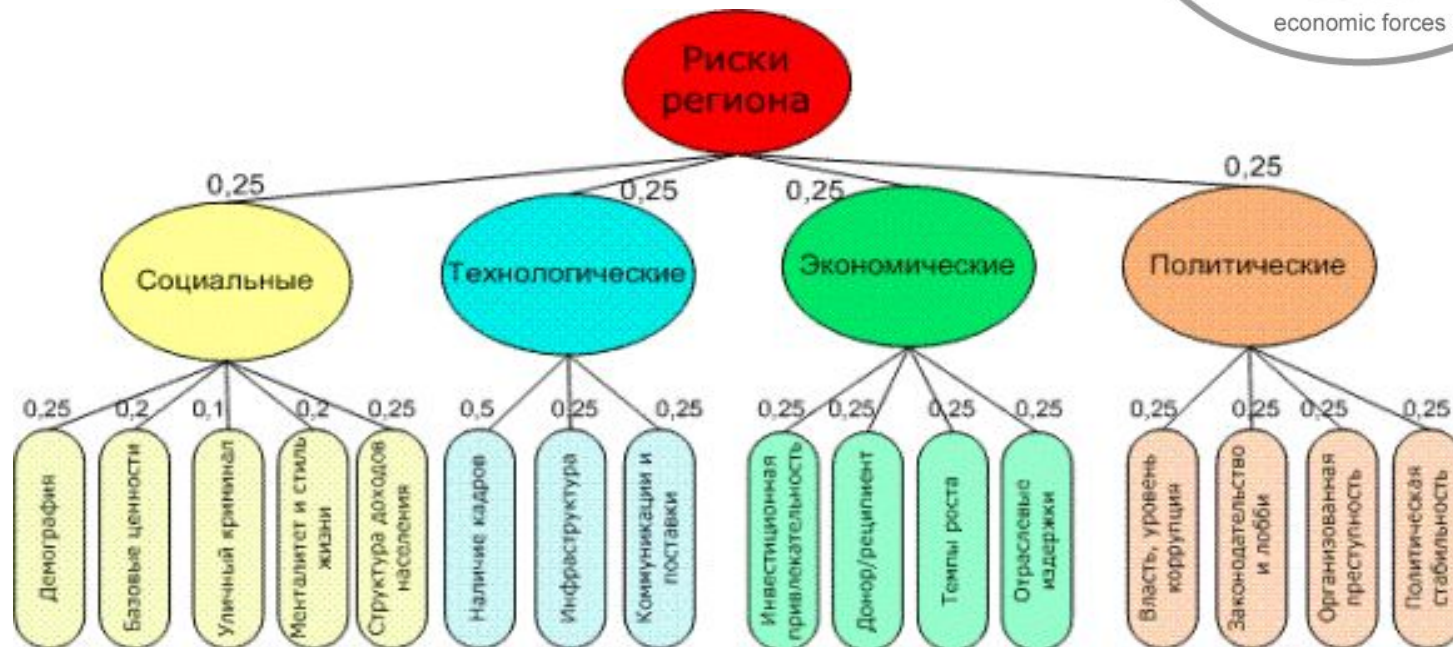 economic forces
Риски
региона
0,25
0,25
0,25
0,25
Социальные
Технологические
Экономические
Политические
0,25
0,2
0,1
0,2
0,25
0,5
0,25
0,25
0,25
0,25
0,25
0,25
0,25
0,25
0,25
0,25
Демография
Базовые ценности
Уличный криминал
Менталитет и стиль
жизни
Структура доходов
населения
Наличие кадров
Инфраструктура
Коммуникации и
поставки
Инвестиционная
привлекательность
Донор/реципиент
Темпы роста
Отраслевые
издержки
Власть, уровень
коррупция
Законодательство
и лобби
Организованная
преступность
Политическая
стабильность